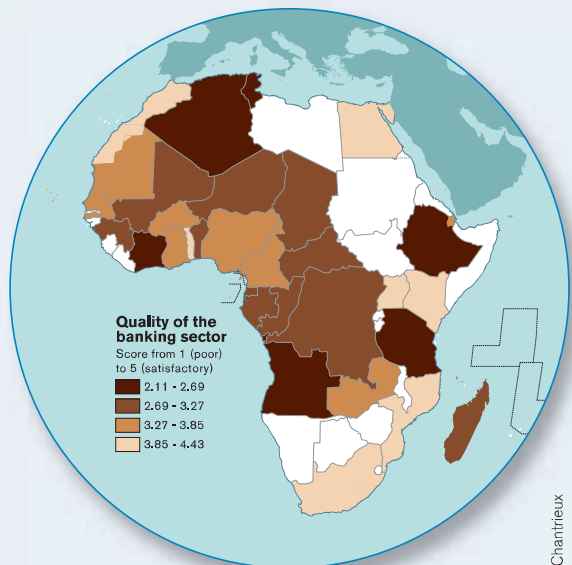 Quality of the
banking sector
Score from 1 (poor)
to 5 (satisfactory)
2.11 - 2.69
2.69 - 3.27
3.27 - 3.85
3.85 - 4.43
Chantrieux